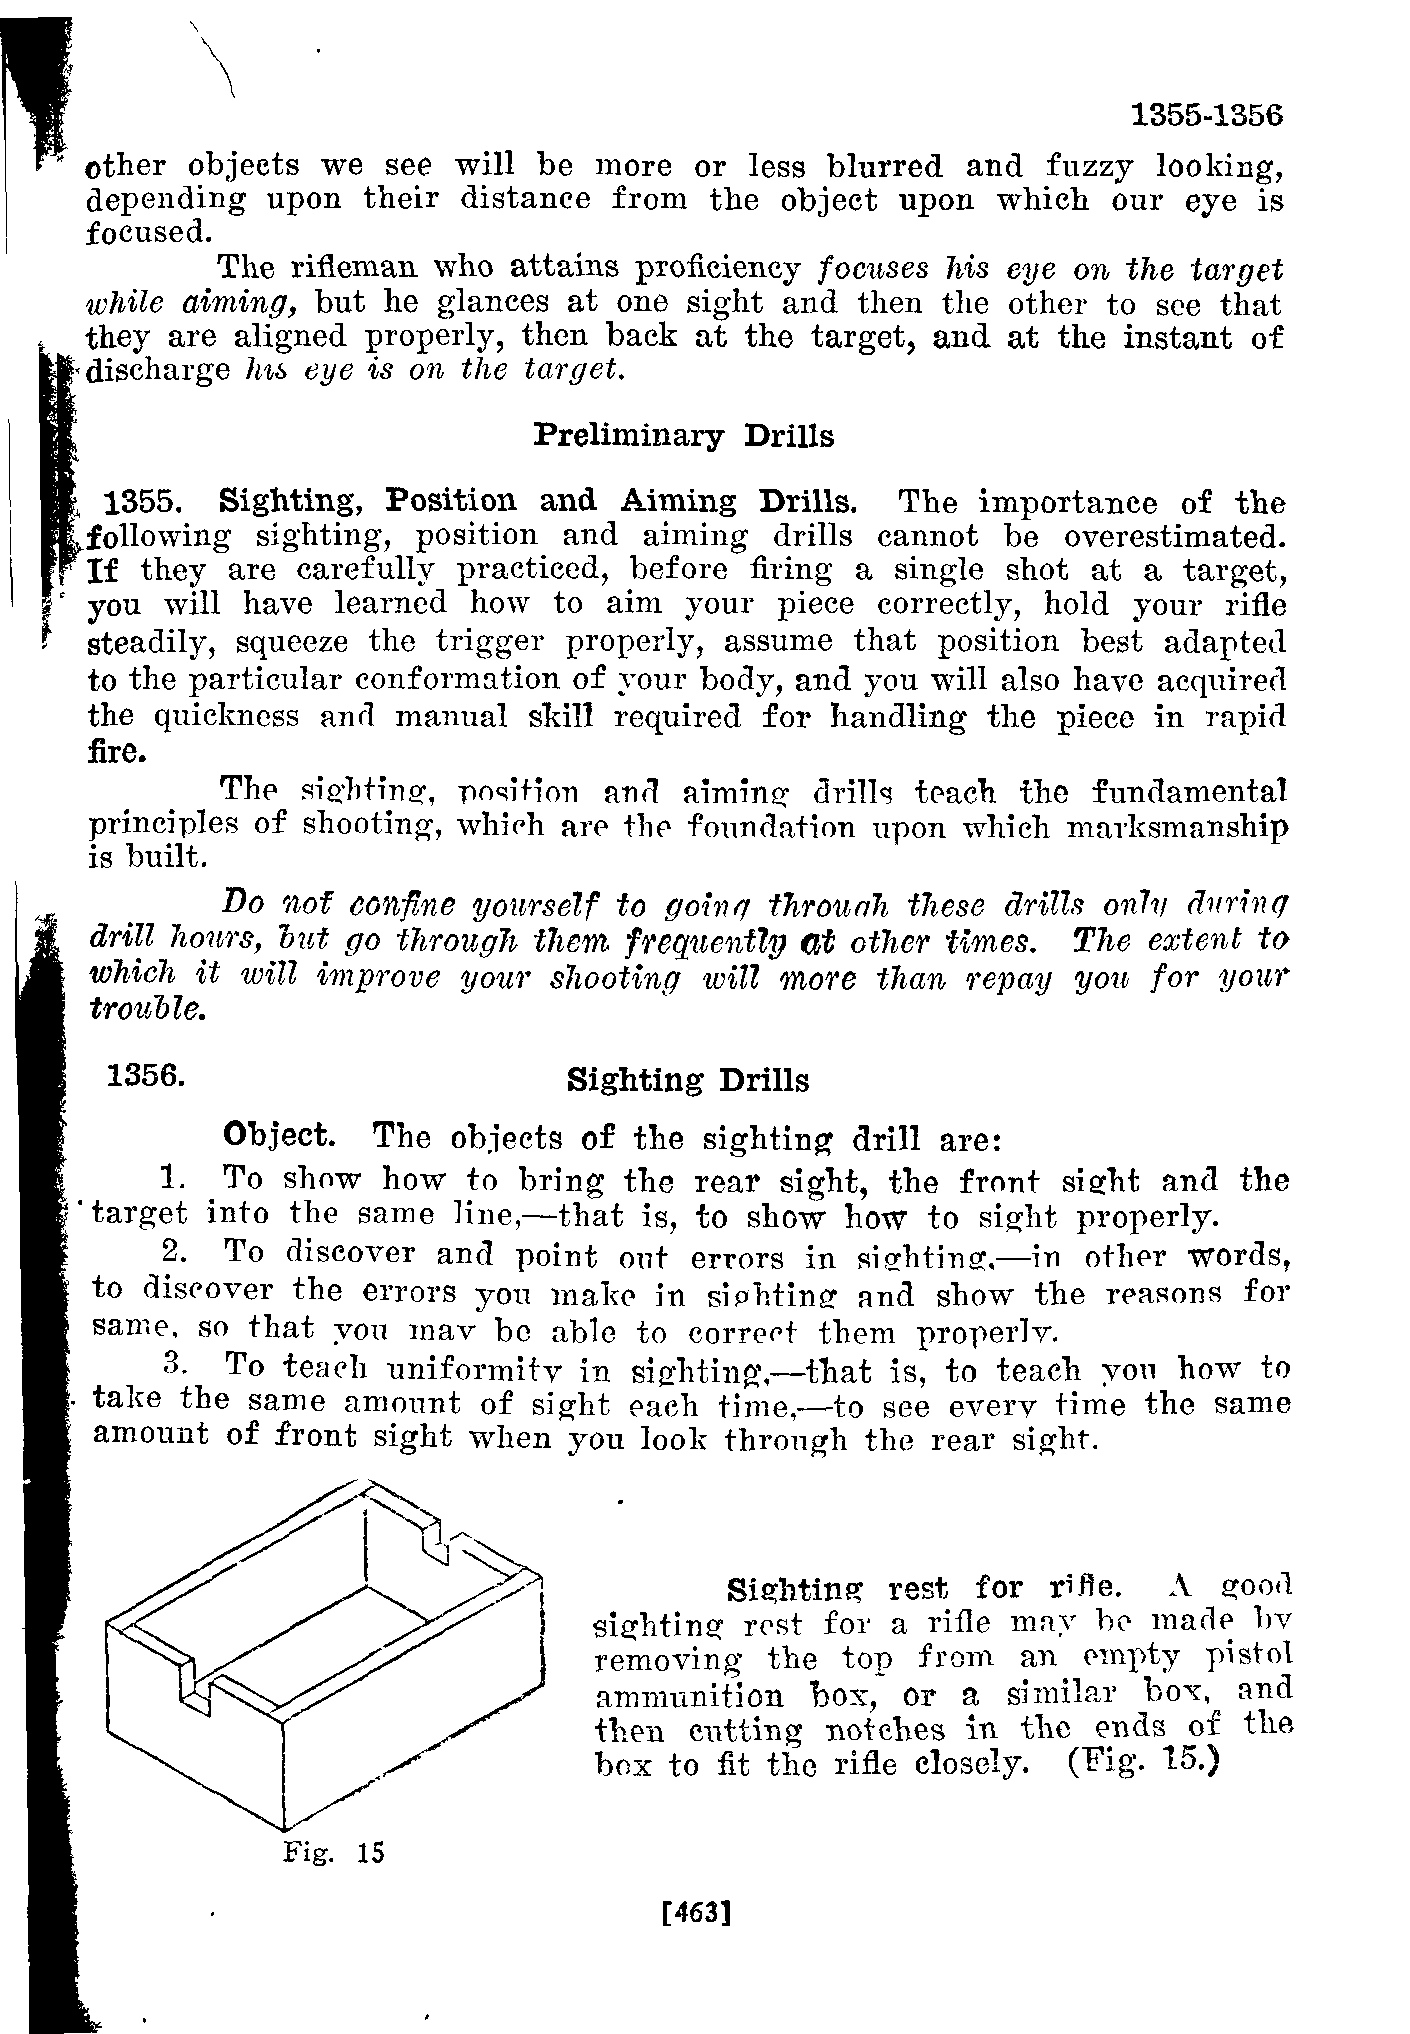 1355-1356
other objects we see will be more or less blurred and fuzzy looking,
depending upon their distance from the object upon which our eye is
focused.
The rifleman who attains proficiency focuses his eye on the target
while aiming, but he glances at one sight and then the other to see that
they are aligned properly, then back at the target, and at the instant of
discharge his eye is on the target.
Preliminary Drills
1355. Sighting, Position and Aiming Drills. The importance of the
following sighting, position and aiming drills cannot be overestimated.
If they are carefully practiced, before firing a single shot at a target,
you will have learned how to aim your piece correctly, hold your rifle
steadily, squeeze the trigger properly, assume that position best adapted
to the particular conformation of your body, and you will also have acquired
the quickness and manual skill required for handling the piece in rapid
fire.
The sighting, position and aiming drills teach the fundamental
principles of shooting, which are the foundation upon which marksmanship
is built.
Do not confine yourself to going through these drills only during
drill hours, but go through them frequently at other times. The extent to
which it will improve your shooting will more than repay you for your
trouble.
1356. Sighting Drills
Object. The objects of the sighting drill are:
1. To show how to bring the rear sight, the front sight and the
target into the same line,—that is, to show how to sight properly.
2. To discover and point out errors in sighting,—in other words,
to discover the errors you make in sighting and show the reasons for
same, so that you may be able to correct them properly.
3. To teach uniformity in sighting,—that is, to teach you how to
take the same amount of sight each time,—to see every time the same
amount of front sight when you look through the rear sight.
Sighting rest for rifle. A good
sighting rest for a rifle may be made by
removing the top from an empty pistol
ammunition box, or a similar box, and
then cutting notches in the ends of the
box to fit the rifle closely. (Fig. 15.)
Fig. 15
[463]